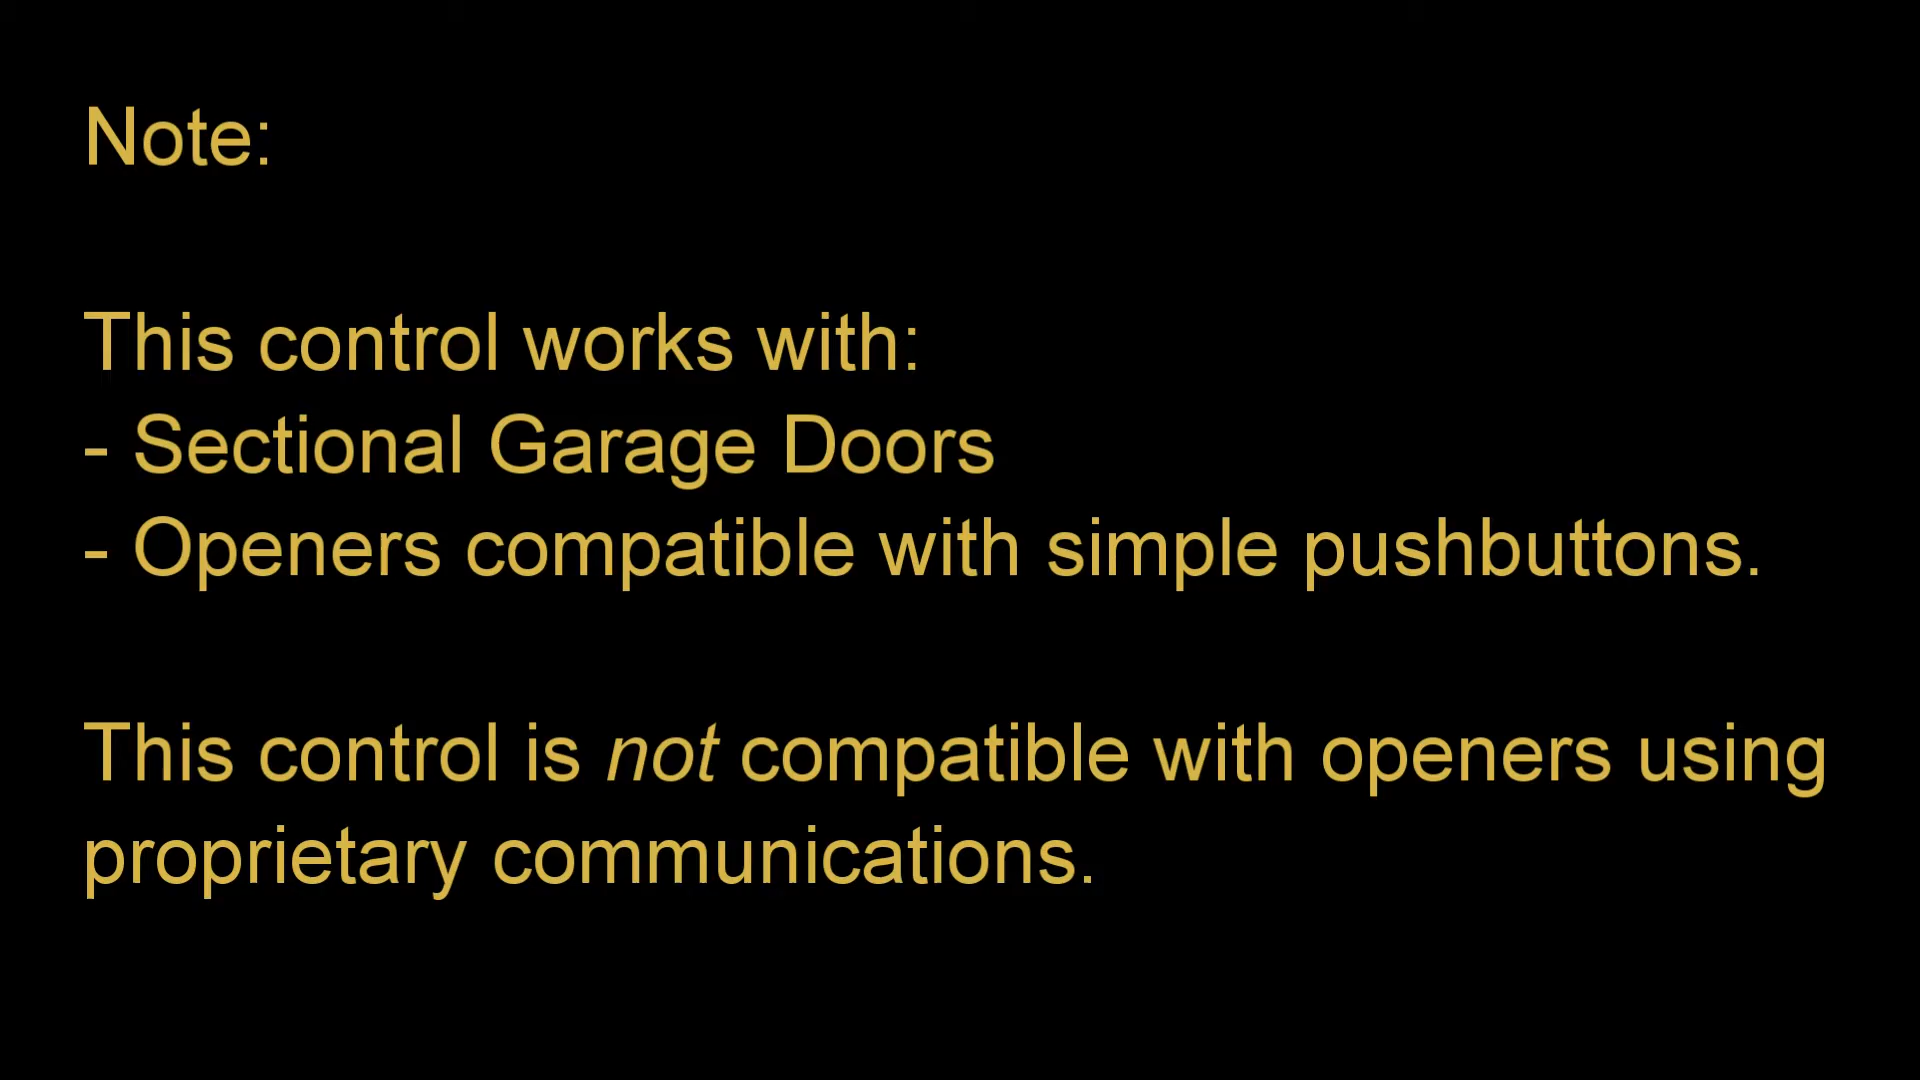 Note:
This control works with:
- Sectional Garage Doors
- Openers compatible with simple pushbuttons.
This control is not compatible with openers using
proprietary communications.